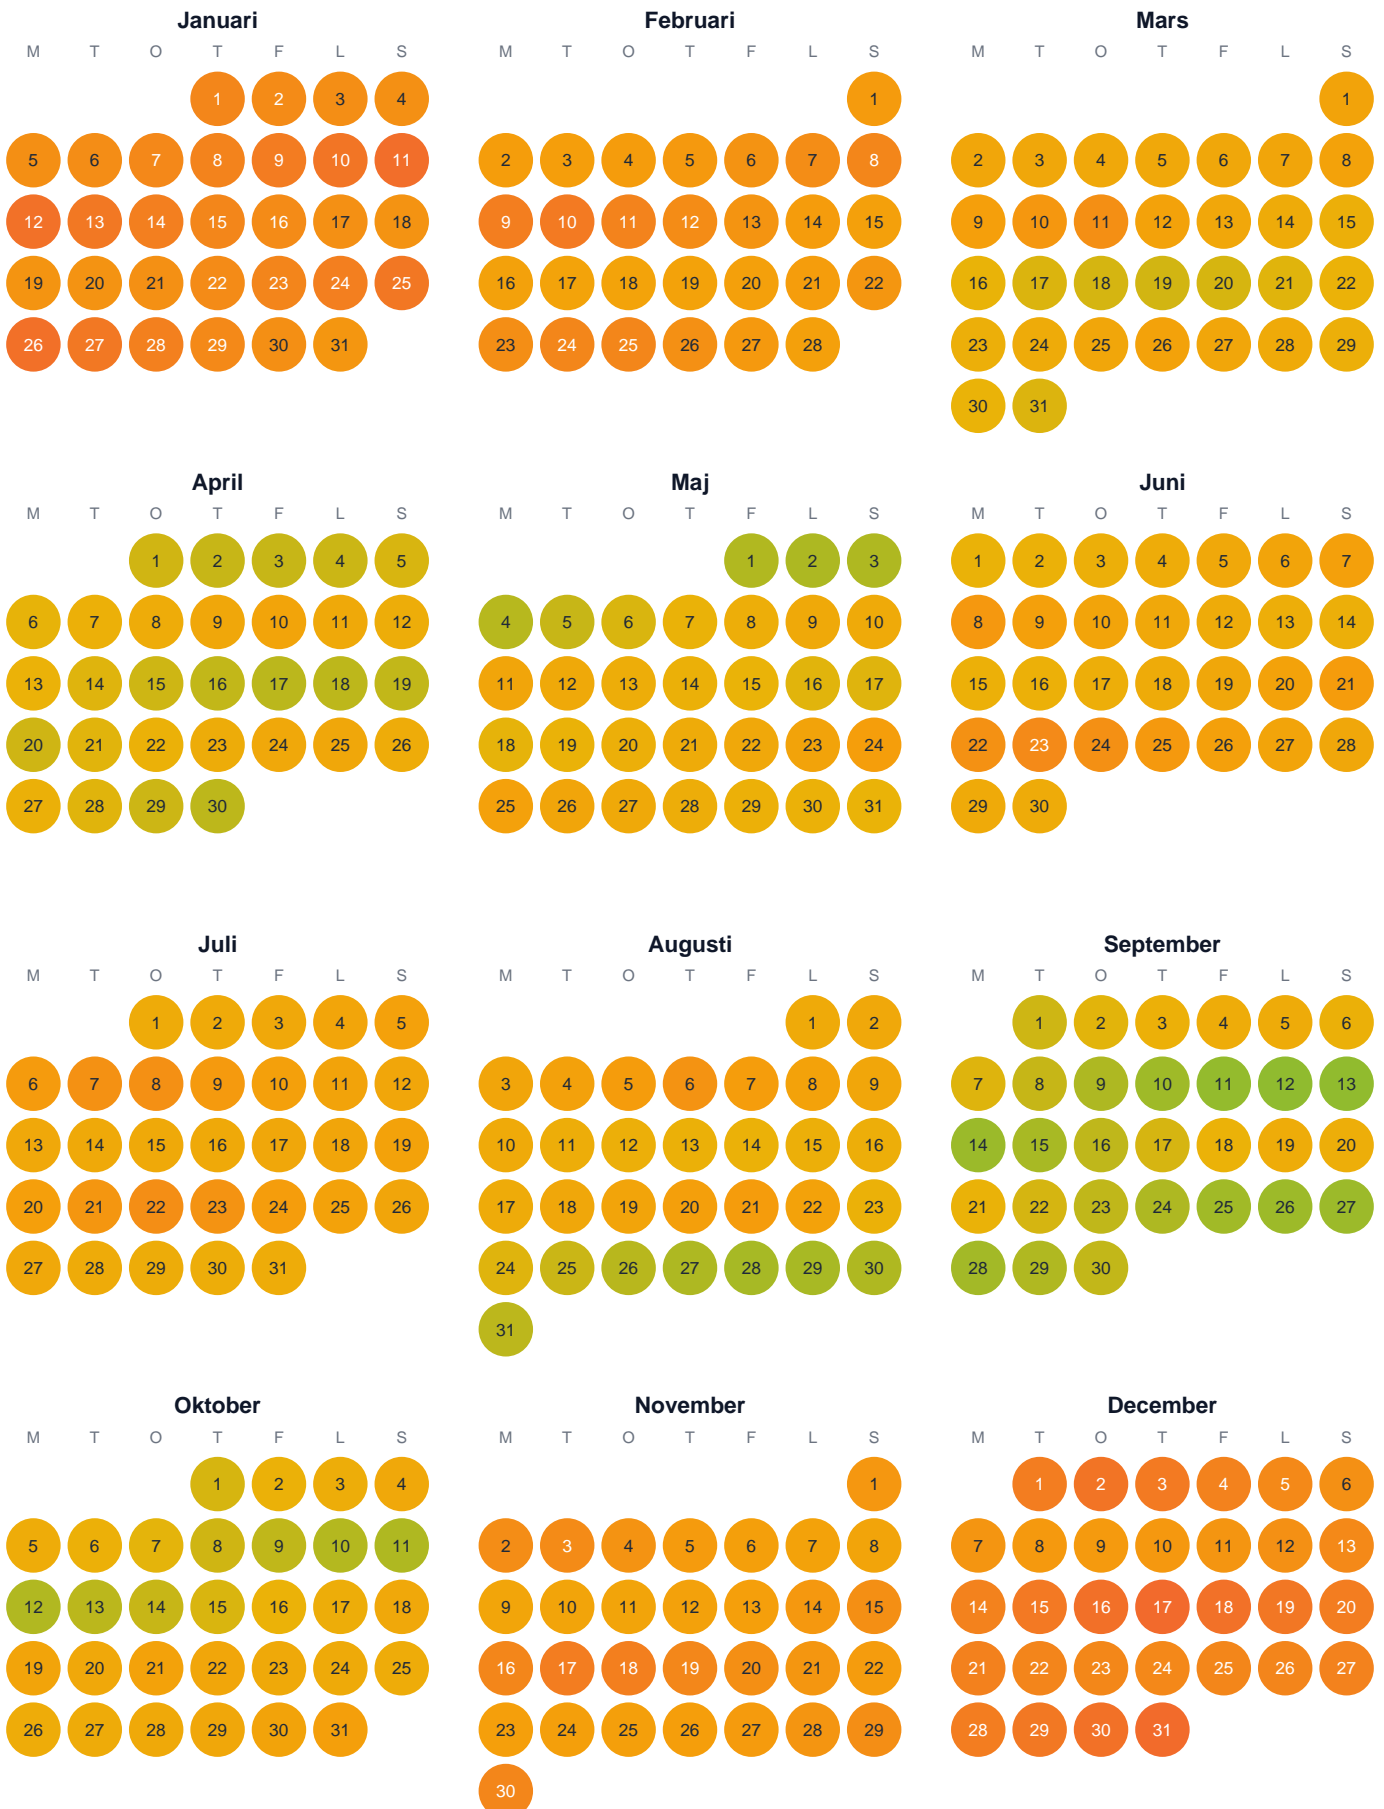 Januari Februari Mars
M T O T F L S M T O T F L S M T O T F L S
1 2 3 4 1 1
5 6 7 8 9 10 11 2 3 4 5 6 7 8 2 3 4 5 6 7 8
12 13 14 15 16 17 18 9 10 11 12 13 14 15 9 10 11 12 13 14 15
19 20 21 22 23 24 25 16 17 18 19 20 21 22 16 17 18 19 20 21 22
26 27 28 29 30 31 23 24 25 26 27 28 23 24 25 26 27 28 29
30 31
April Maj Juni
M T O T F L S M T O T F L S M T O T F L S
1 2 3 4 5 1 2 3 1 2 3 4 5 6 7
6 7 8 9 10 11 12 4 5 6 7 8 9 10 8 9 10 11 12 13 14
13 14 15 16 17 18 19 11 12 13 14 15 16 17 15 16 17 18 19 20 21
20 21 22 23 24 25 26 18 19 20 21 22 23 24 22 23 24 25 26 27 28
27 28 29 30 25 26 27 28 29 30 31 29 30
Juli Augusti September
M T O T F L S M T O T F L S M T O T F L S
1 2 3 4 5 1 2 1 2 3 4 5 6
6 7 8 9 10 11 12 3 4 5 6 7 8 9 7 8 9 10 11 12 13
13 14 15 16 17 18 19 10 11 12 13 14 15 16 14 15 16 17 18 19 20
20 21 22 23 24 25 26 17 18 19 20 21 22 23 21 22 23 24 25 26 27
27 28 29 30 31 24 25 26 27 28 29 30 28 29 30
31
Oktober November December
M T O T F L S M T O T F L S M T O T F L S
1 2 3 4 1 1 2 3 4 5 6
5 6 7 8 9 10 11 2 3 4 5 6 7 8 7 8 9 10 11 12 13
12 13 14 15 16 17 18 9 10 11 12 13 14 15 14 15 16 17 18 19 20
19 20 21 22 23 24 25 16 17 18 19 20 21 22 21 22 23 24 25 26 27
26 27 28 29 30 31 23 24 25 26 27 28 29 28 29 30 31
30